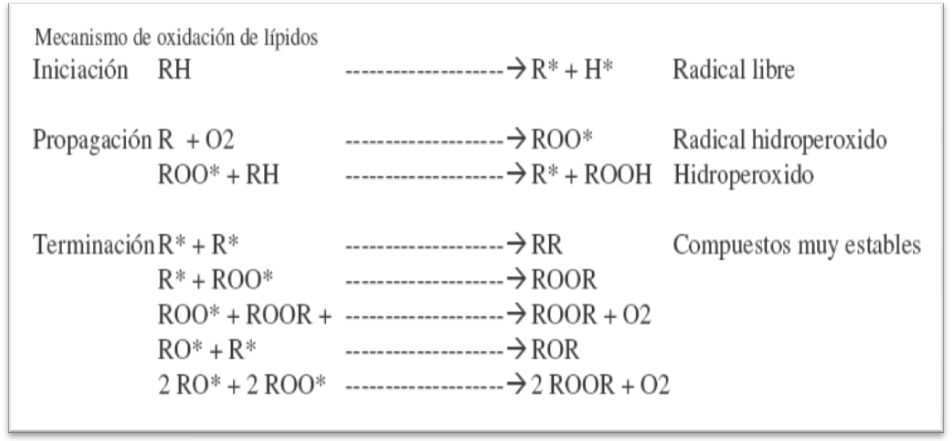 Mecanismo de oxidación de lípidos
Iniciación RH --------------------→ R* + H* Radical libre
Propagación R + O2 --------------------→ ROO* Radical hidroperoxido
ROO* + RH --------------------→ R* + ROOH Hidroperoxido
Terminación R* + R* --------------------→ RR Compuestos muy estables
R* + ROO* --------------------→ ROOR
ROO* + ROOR + --------------------→ ROOR + O2
RO* + R* --------------------→ ROR
2 RO* + 2 ROO* --------------------→ 2 ROOR + O2